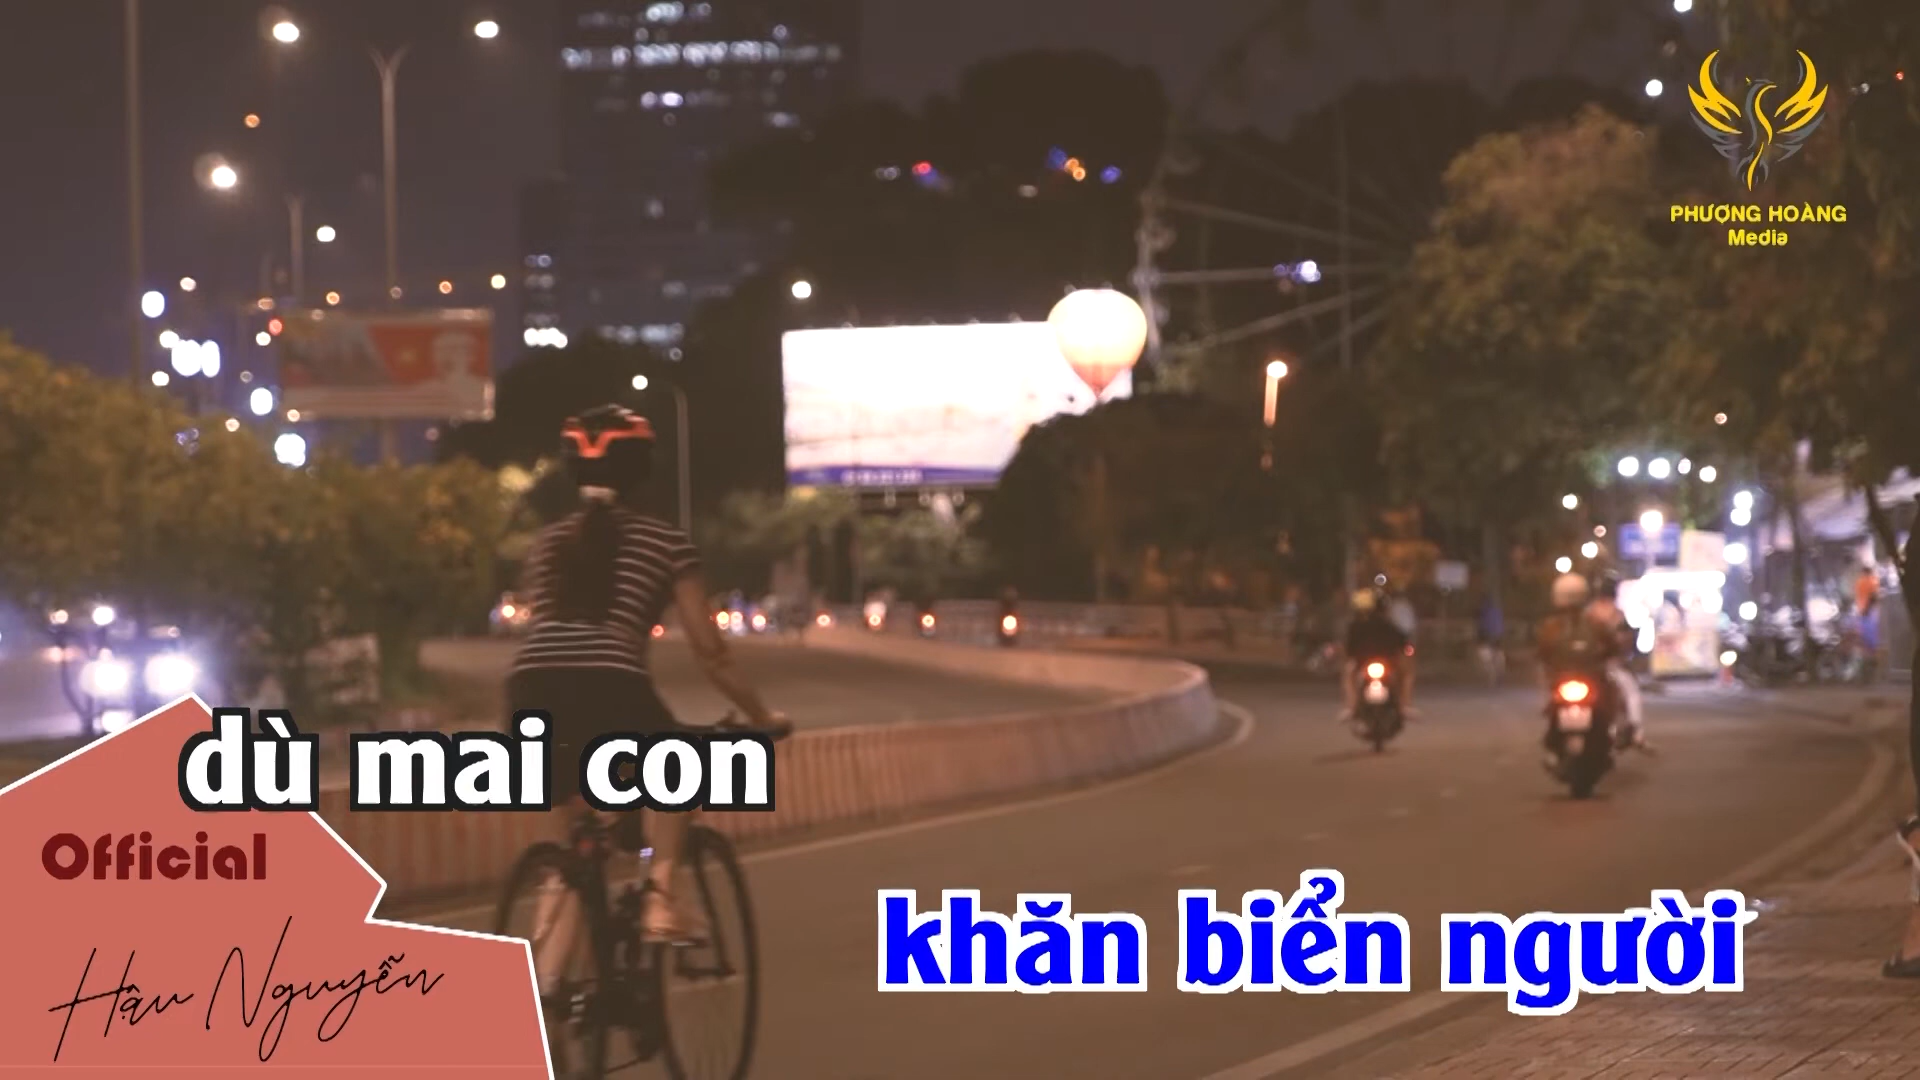 PHƯỢNG HOÀNG
Media
dù mai con
Official
khăn biển người
Hậu Nguyễn